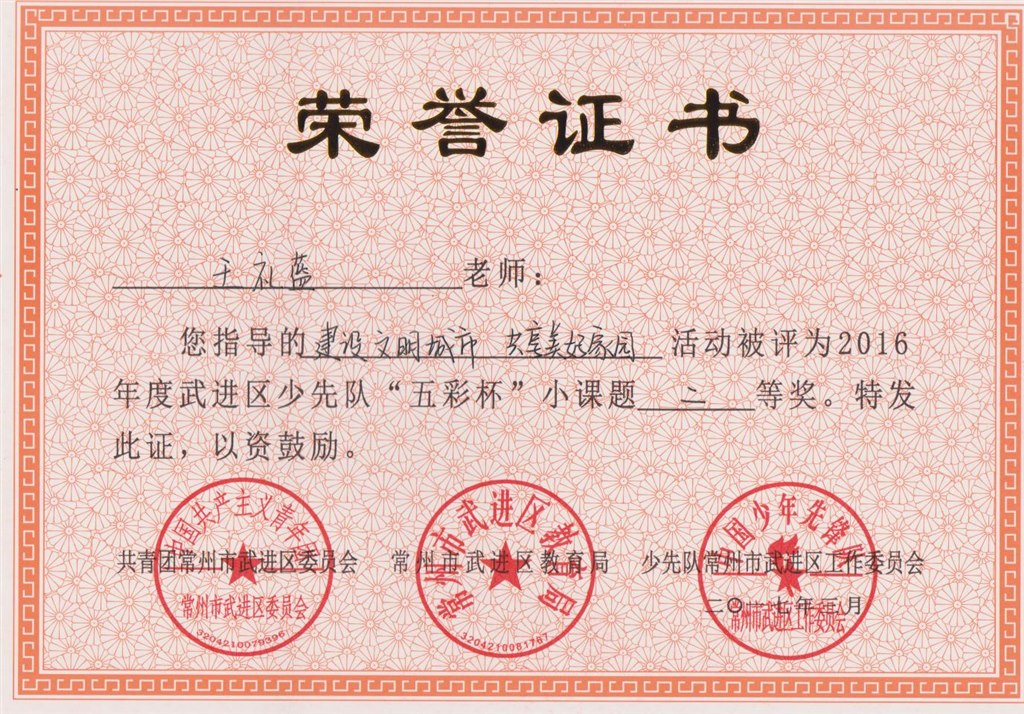 荣誉证书
王礼蓝 老师:
您指导的 建设文明城市 共享美好家园 活动被评为2016
年度武进区少先队“五彩杯”小课题 二 等奖。特发
此证,以资鼓励。
共青团常州市武进区委员会 常州市武进区教育局 少先队常州市武进区工作委员会
二〇一七年三月
中国共产主义青年团
常州市武进区委员会
3204210079396
常州市武进区教育局
3204210061767
中国少年先锋队
常州市武进区工作委员会